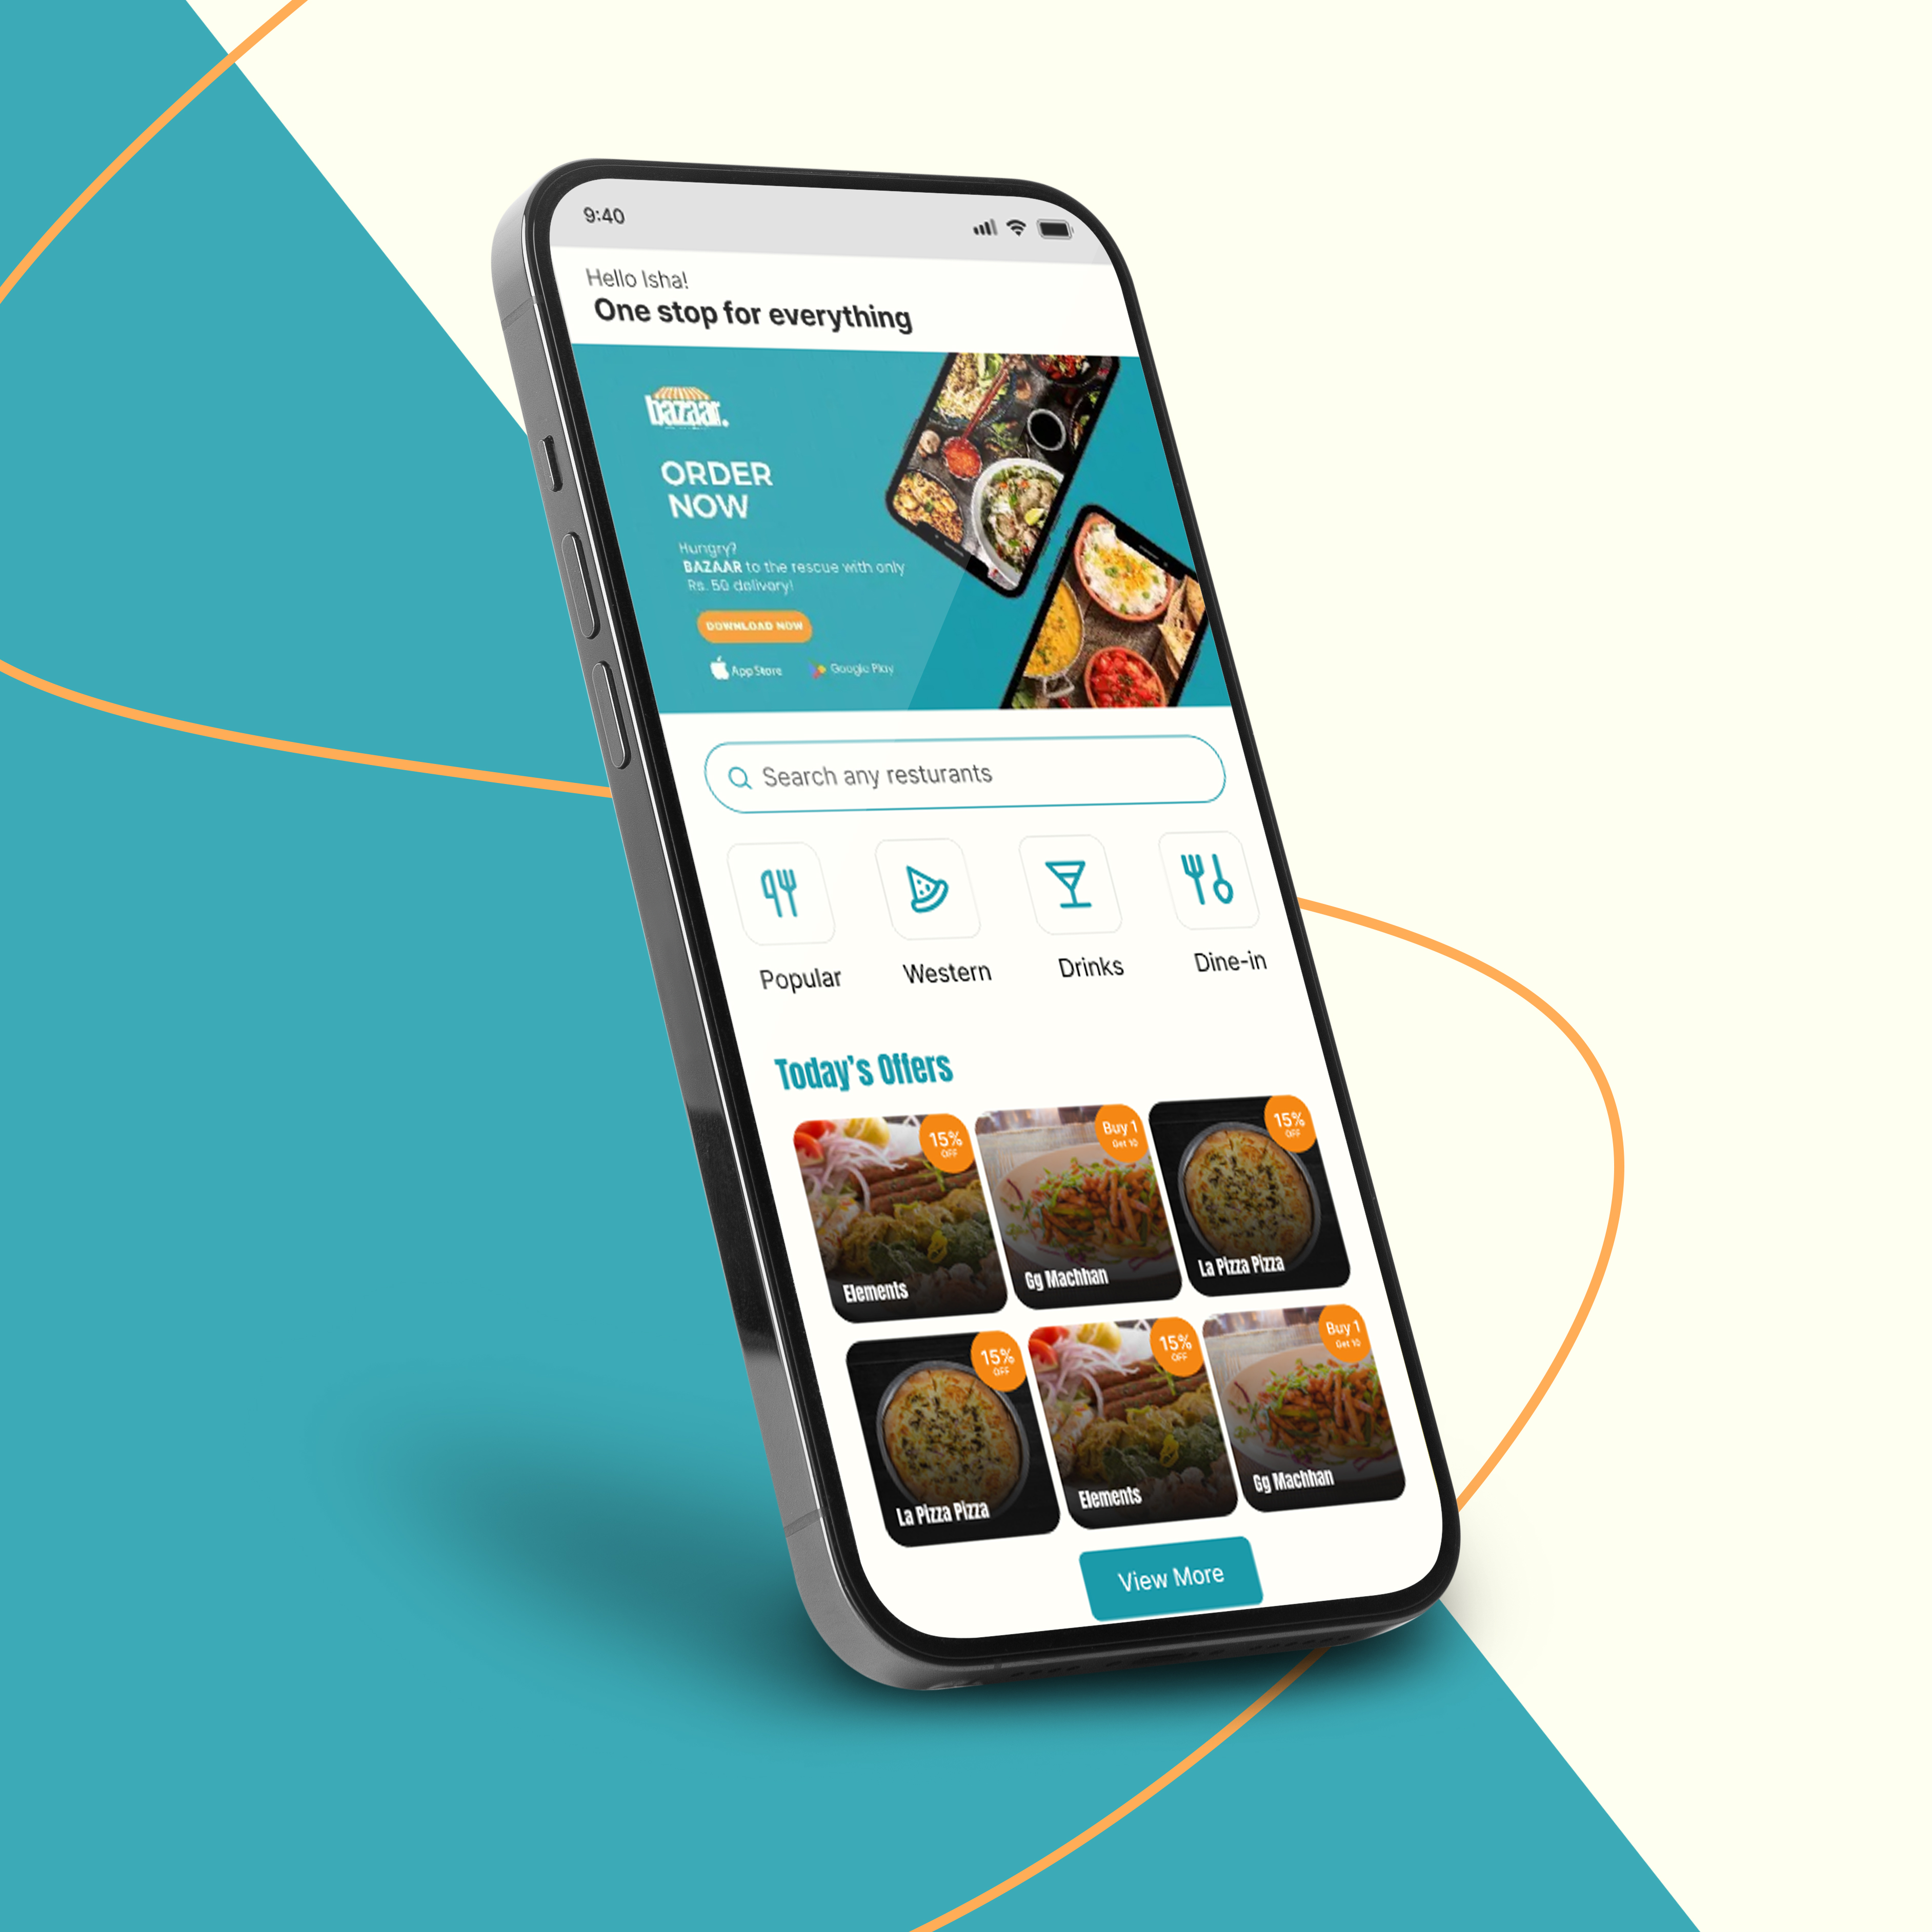 9:40
Hello Isha!
One stop for everything
bazaar.
ORDER
NOW
Hungry?
BAZAAR to the rescue with only
Rs. 50 delivery!
DOWNLOAD NOW
App Store
Google Play
Search any resturants
Popular
Western
Drinks
Dine-in
Today's Offers
15%
OFF
Elements
Buy 1
Get 10
Gg Machhan
15%
OFF
La Pizza Pizza
15%
OFF
La Pizza Pizza
15%
OFF
Elements
Buy 1
Get 10
Gg Machhan
View More